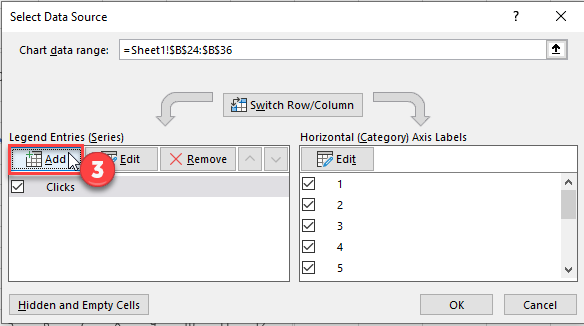 Select Data Source
? ×
Chart data range: =Sheet1!$B$24:$B$36
Switch Row/Column
Legend Entries (Series)
Horizontal (Category) Axis Labels
Add Edit Remove
Edit
3
Clicks
1
2
3
4
5
Hidden and Empty Cells
OK Cancel